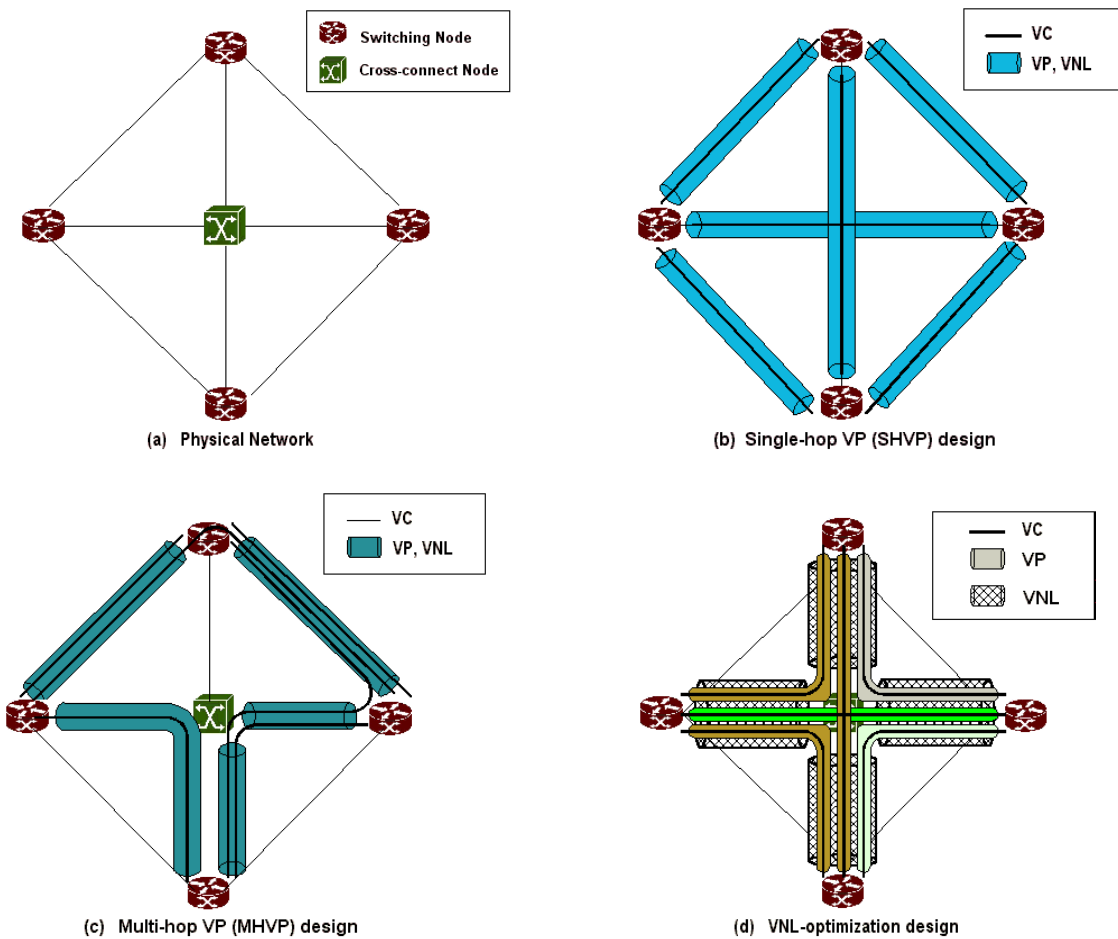 Switching Node
Cross-connect Node
(a) Physical Network
VC
VP, VNL
(b) Single-hop VP (SHVP) design
VC
VP, VNL
(c) Multi-hop VP (MHVP) design
VC
VP
VNL
(d) VNL-optimization design